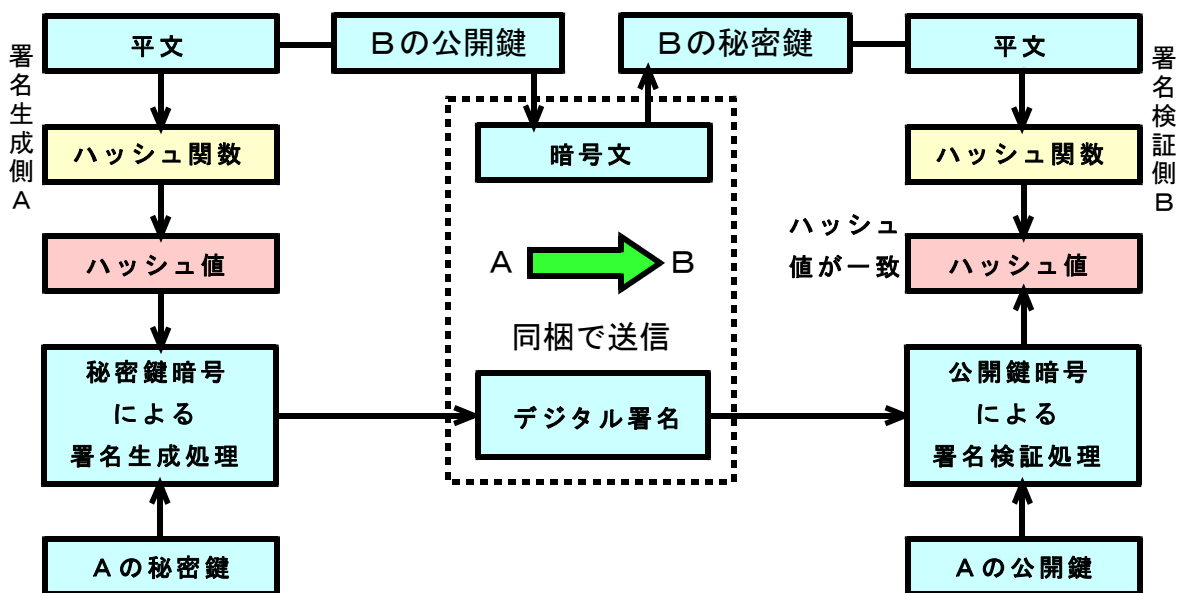 署名生成側A
平文
Bの公開鍵
Bの秘密鍵
平文
署名検証側B
ハッシュ関数
暗号文
ハッシュ関数
ハッシュ値
A
B
ハッシュ
値が一致
ハッシュ値
同梱で送信
秘密鍵暗号
による
署名生成処理
デジタル署名
公開鍵暗号
による
署名検証処理
Aの秘密鍵
Aの公開鍵